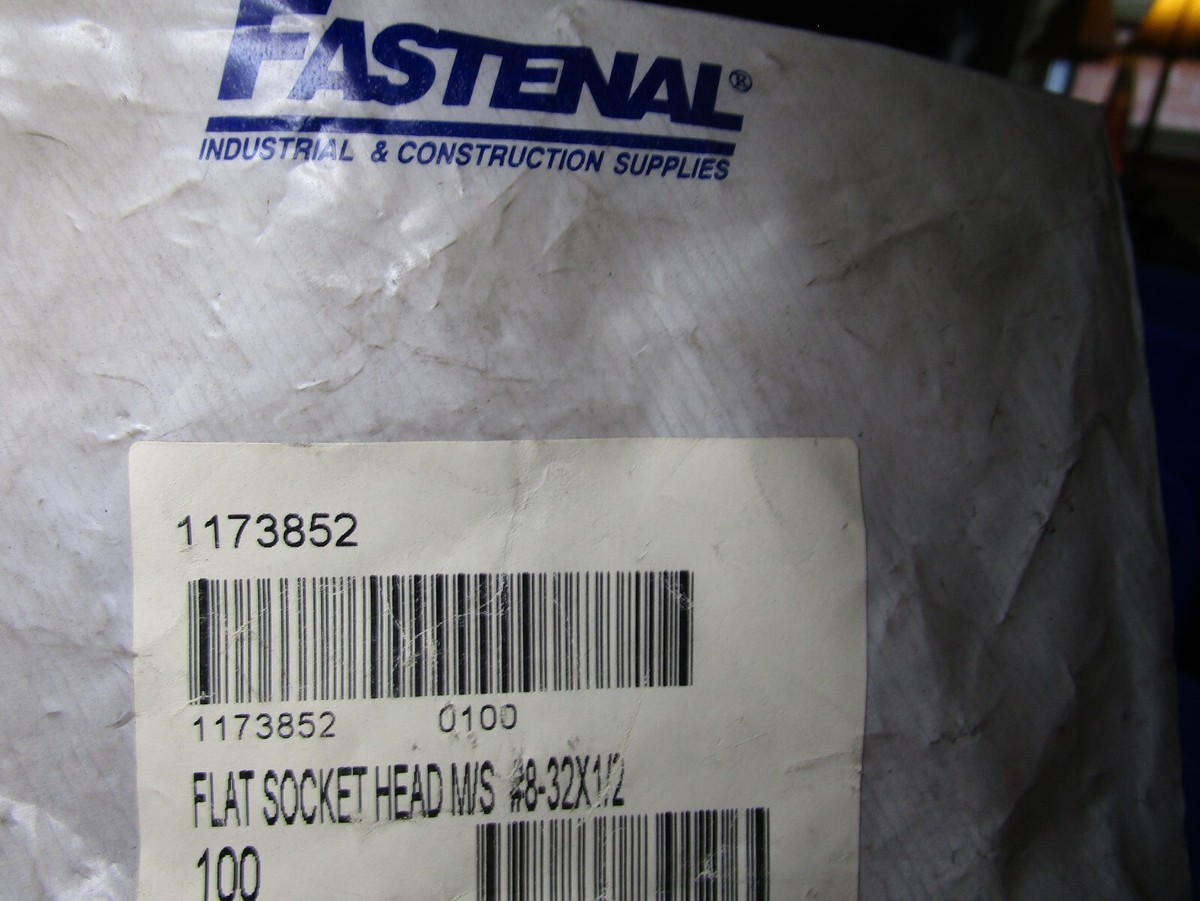 FASTENAL®
INDUSTRIAL & CONSTRUCTION SUPPLIES
1173852
1173852 0100
FLAT SOCKET HEAD M/S #8-32X1/2
100